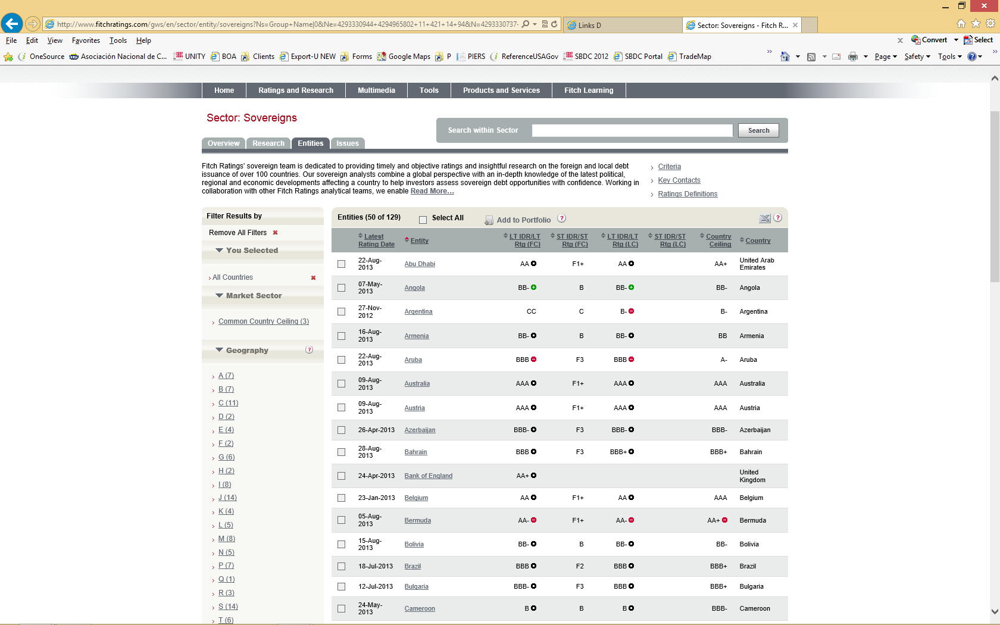 http://www.fitchratings.com/gws/en/sector/entity/sovereigns?Ns=Group+Name|0&Ne=4293330944+4294965802+11+421+14+94&N=4293330737-
Links D
Sector: Sovereigns - Fitch R...
File Edit View Favorites Tools Help
Convert Select
OneSource Asociación Nacional de C... UNITY BOA Clients Export-U NEW Forms Google Maps P PIERS ReferenceUSAGov SBDC 2012 SBDC Portal TradeMap
Page Safety Tools
Home Ratings and Research Multimedia Tools Products and Services Fitch Learning
Sector: Sovereigns
Search within Sector Search
Overview Research Entities Issues
Fitch Ratings' sovereign team is dedicated to providing timely and objective ratings and insightful research on the foreign and local debt
issuance of over 100 countries. Our sovereign analysts combine a global perspective with an in-depth knowledge of the latest political,
regional and economic developments affecting a country to help investors assess sovereign debt opportunities with confidence. Working in
collaboration with other Fitch Ratings analytical teams, we enable Read More...
Criteria
Key Contacts
Ratings Definitions
Filter Results by
Remove All Filters
You Selected
All Countries
Market Sector
Common Country Ceiling (3)
Geography
A (7)
B (7)
C (11)
D (2)
E (4)
F (2)
G (6)
H (2)
I (8)
J (14)
K (4)
L (5)
M (8)
N (5)
P (7)
Q (1)
R (3)
S (14)
T (6)
Entities (50 of 129) Select All Add to Portfolio
Latest Rating Date Entity LT IDR/LT Rtg (FC) ST IDR/ST Rtg (FC) LT IDR/LT Rtg (LC) ST IDR/ST Rtg (LC) Country Ceiling Country
22-Aug-2013 Abu Dhabi AA F1+ AA AA+ United Arab Emirates
07-May-2013 Angola BB- B BB- BB- Angola
27-Nov-2012 Argentina CC C B- B- Argentina
16-Aug-2013 Armenia BB- B BB- BB Armenia
22-Aug-2013 Aruba BBB F3 BBB A- Aruba
09-Aug-2013 Australia AAA F1+ AAA AAA Australia
09-Aug-2013 Austria AAA F1+ AAA AAA Austria
26-Apr-2013 Azerbaijan BBB- F3 BBB- BBB- Azerbaijan
28-Aug-2013 Bahrain BBB F3 BBB+ BBB+ Bahrain
24-Apr-2013 Bank of England AA+ United Kingdom
23-Jan-2013 Belgium AA F1+ AA AAA Belgium
05-Aug-2013 Bermuda AA- F1+ AA- AA+ Bermuda
15-Aug-2013 Bolivia BB- B BB- BB- Bolivia
18-Jul-2013 Brazil BBB F2 BBB BBB+ Brazil
12-Jul-2013 Bulgaria BBB- F3 BBB BBB+ Bulgaria
24-May-2013 Cameroon B B B BBB- Cameroon